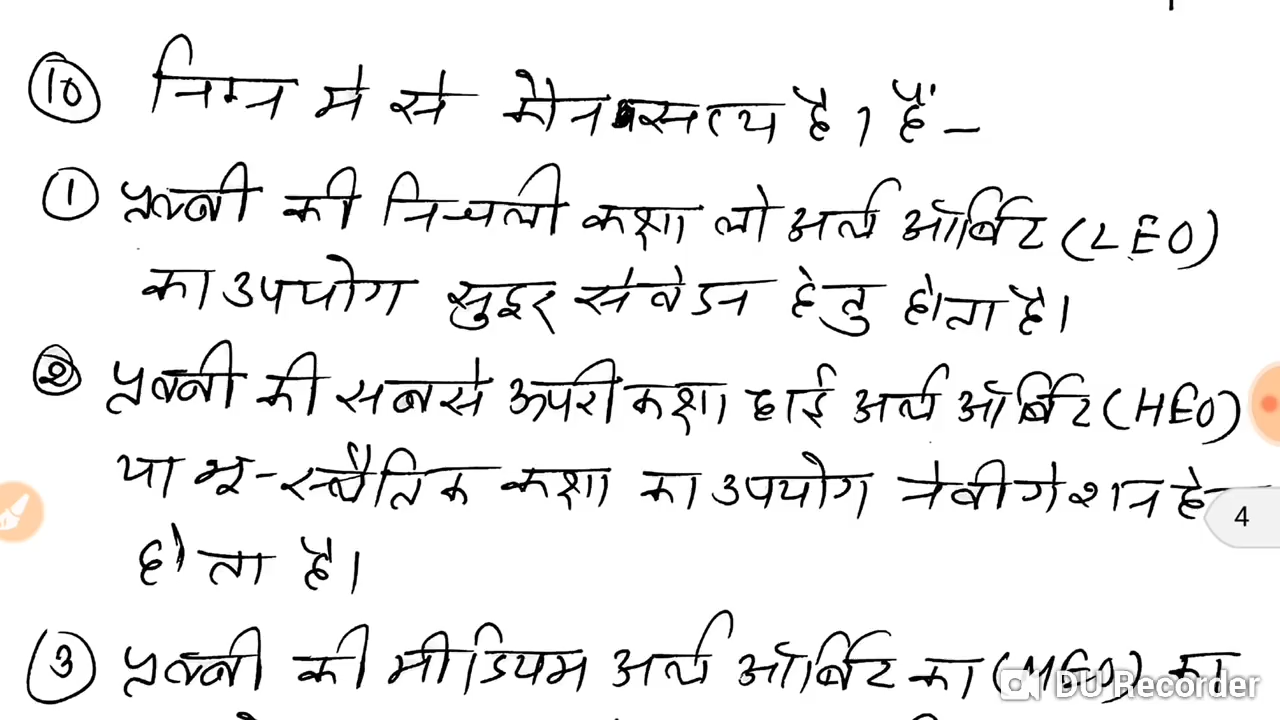 10 निम्न मे से कौन सत्य है। हैं -
1 पृथ्वी की निचली कक्षा लो अर्थ ऑर्बिट (LEO)
का उपयोग सुदूर संवेदन हेतु होता है।
2 पृथ्वी की सबसे ऊपरी कक्षा हाई अर्थ ऑर्बिट (HEO)
या भू-स्थैतिक कक्षा का उपयोग नेवीगेशन हे
4
होता है।
3 पृथ्वी की मीडियम अर्थ ऑर्बिट का (MEO) का
DU Recorder